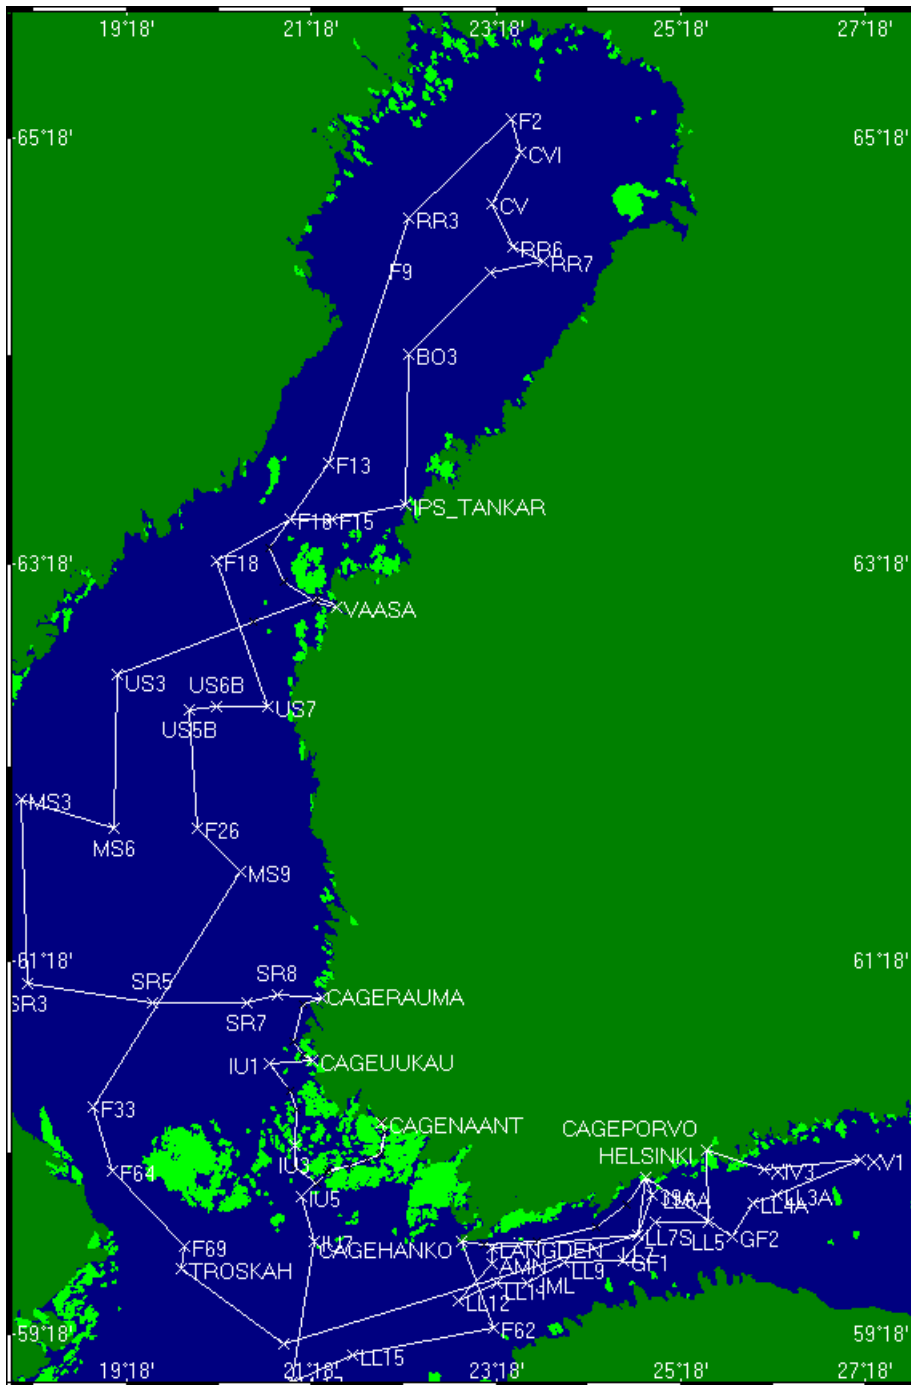 19°18' 21°18' 23°18' 25°18' 27°18'
F2
65°18' 65°18'
CVI
CV
RR3
RR6
RR7
F9
BO3
F13
IPS_TANKAR
F16 F15
63°18' F18 63°18'
VAASA
US3 US6B
US7
US5B
MS3
F26
MS6
MS9
61°18' 61°18'
SR5 SR8
SR3 SR7 CAGERAUMA
IU1 CAGEUUKAU
F33
CAGENAANT
CAGEPORVO
HELSINKI
IU3 XV1
F64 XIV3
IU5 LL3A
LL4A
LL7S LL5 GF2
F69 IU7 CAGEHANKO LANGDEN LL7
TROSKAH AMN LL9 GF1
LL12 LL11 IML
59°18' F62 59°18'
LL15
19°18' 21°18' 23°18' 25°18' 27°18'